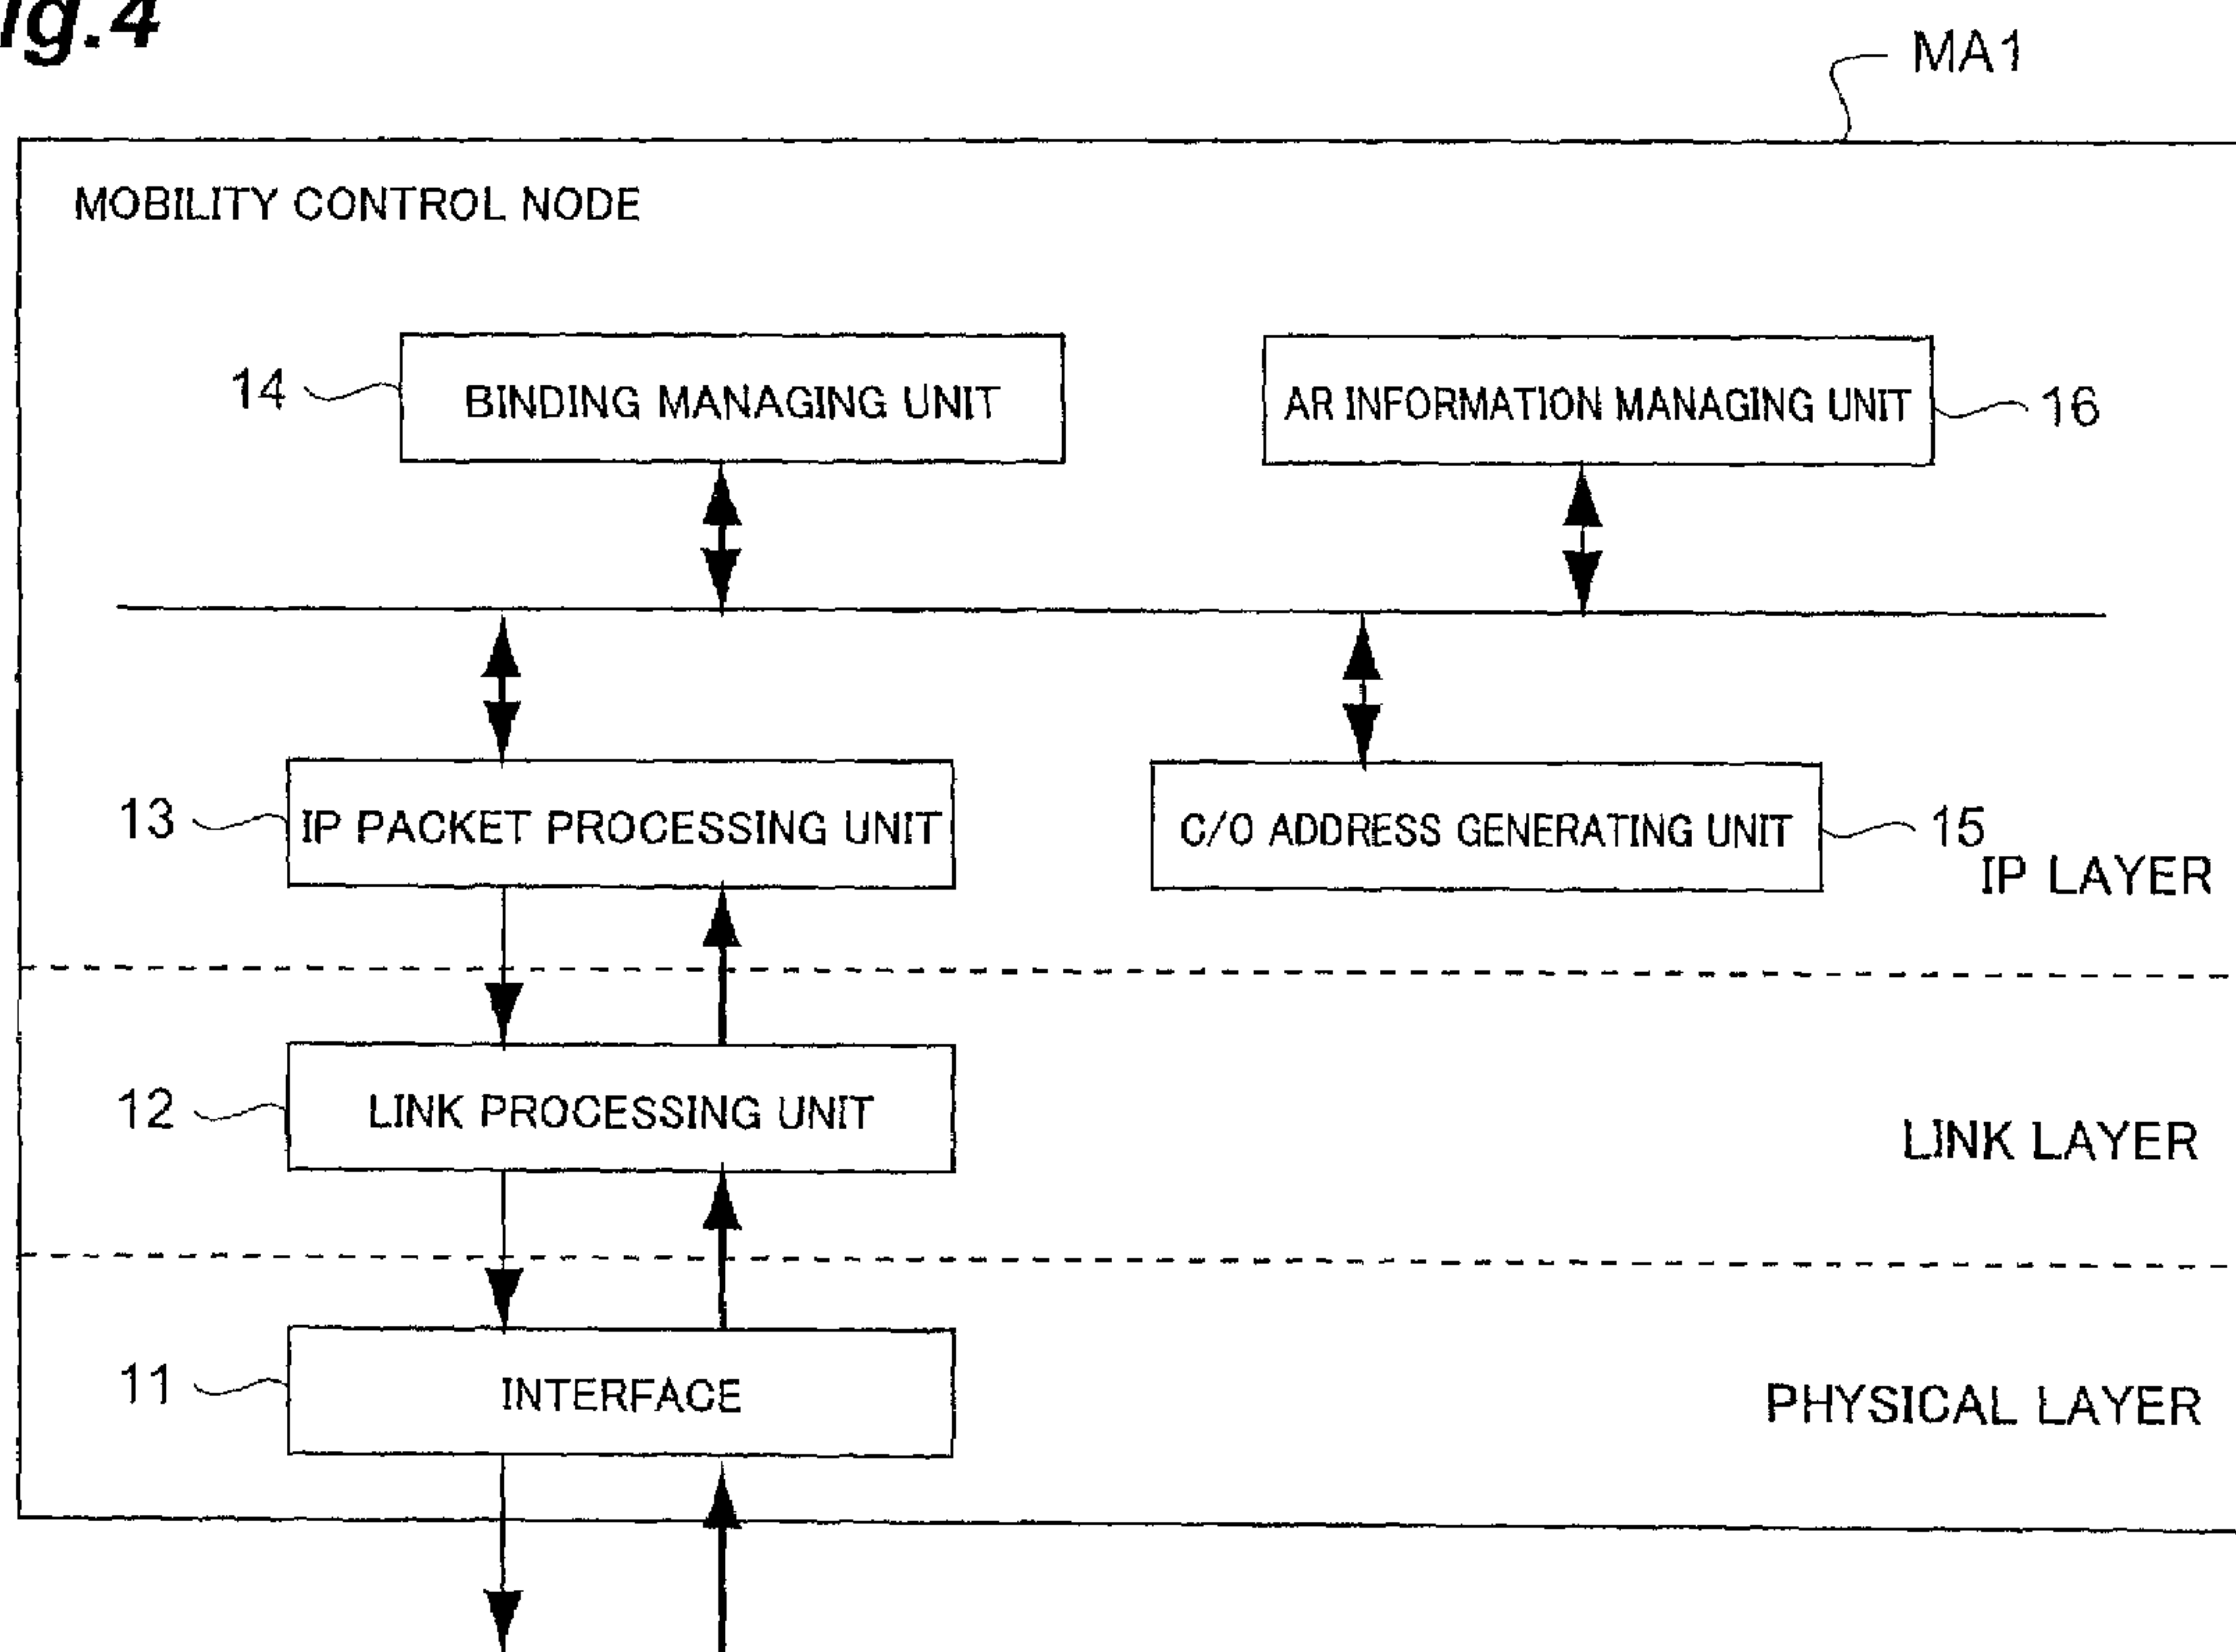 ig.4
MA1
MOBILITY CONTROL NODE
14
BINDING MANAGING UNIT
AR INFORMATION MANAGING UNIT
16
13
IP PACKET PROCESSING UNIT
C/O ADDRESS GENERATING UNIT
15
IP LAYER
12
LINK PROCESSING UNIT
LINK LAYER
11
INTERFACE
PHYSICAL LAYER